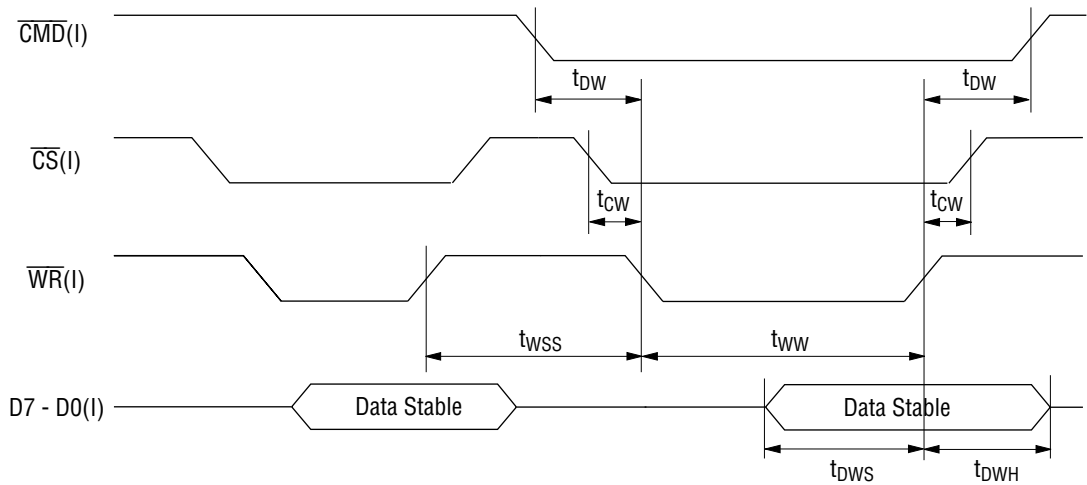 CMD(I)
tDW tDW
CS(I)
tCW tCW
WR(I)
tWSS tWW
D7 - D0(I) Data Stable Data Stable
tDWS tDWH